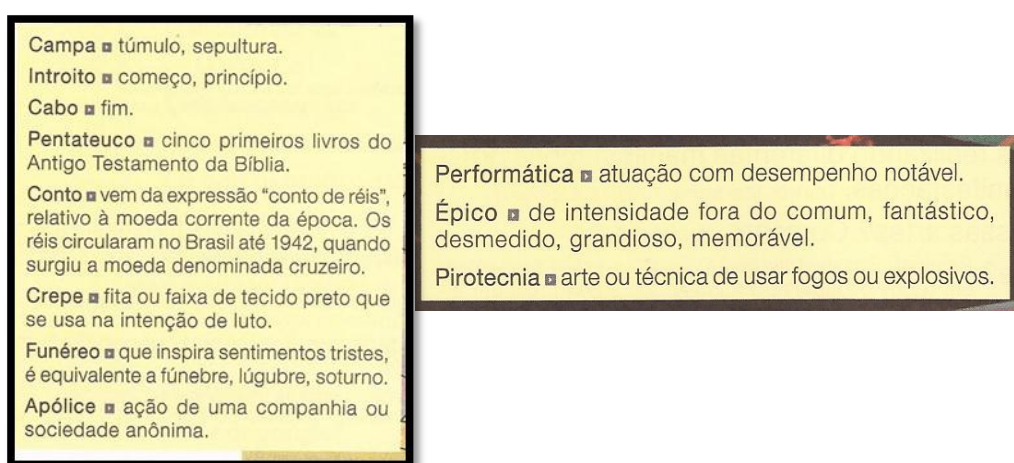 Campa ▪ túmulo, sepultura.
Introito ▪ começo, princípio.
Cabo ▪ fim.
Pentateuco ▪ cinco primeiros livros do
Antigo Testamento da Bíblia.
Conto ▪ vem da expressão “conto de réis”,
relativo à moeda corrente da época. Os
réis circularam no Brasil até 1942, quando
surgiu a moeda denominada cruzeiro.
Crepe ▪ fita ou faixa de tecido preto que
se usa na intenção de luto.
Funéreo ▪ que inspira sentimentos tristes,
é equivalente a fúnebre, lúgubre, soturno.
Apólice ▪ ação de uma companhia ou
sociedade anônima.
Performática ▪ atuação com desempenho notável.
Épico ▪ de intensidade fora do comum, fantástico,
desmedido, grandioso, memorável.
Pirotecnia ▪ arte ou técnica de usar fogos ou explosivos.